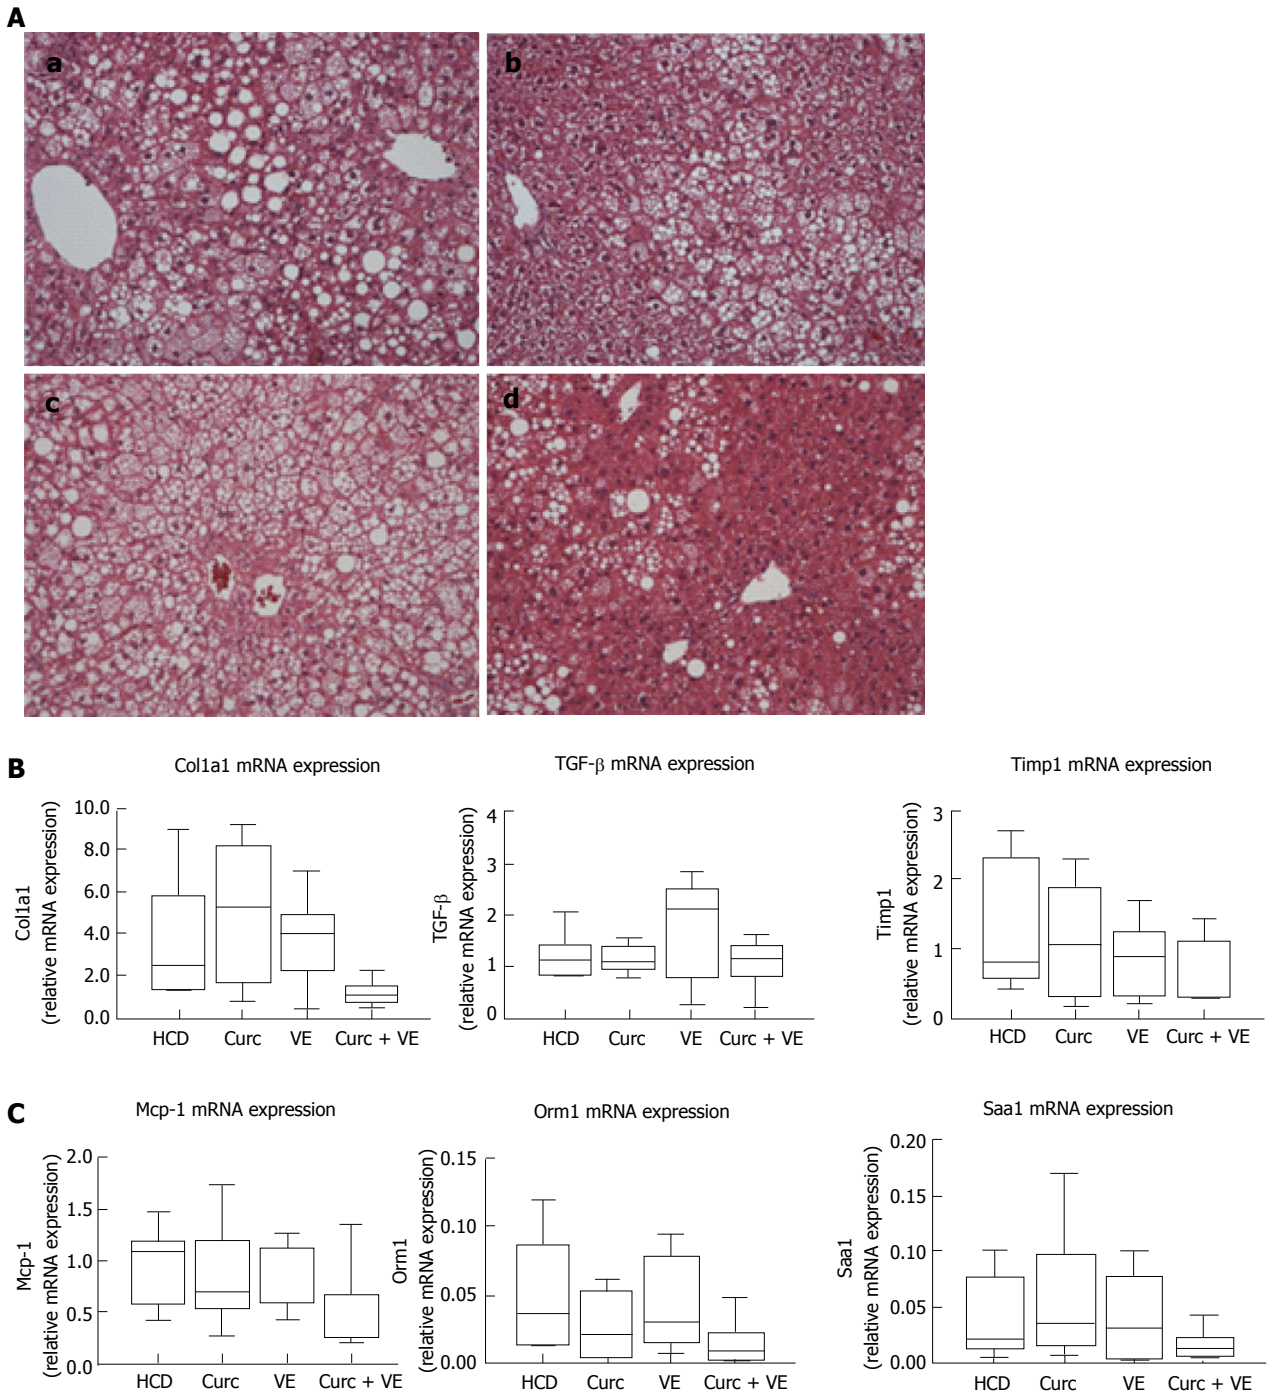 A
a
b
c
d
B
Col1a1 mRNA expression
Col1a1
(relative mRNA expression)
10.0
8.0
6.0
4.0
2.0
0.0
HCD Curc VE Curc + VE
TGF-β mRNA expression
TGF-β
(relative mRNA expression)
4
3
2
1
0
HCD Curc VE Curc + VE
Timp1 mRNA expression
Timp1
(relative mRNA expression)
3
2
1
0
HCD Curc VE Curc + VE
C
Mcp-1 mRNA expression
Mcp-1
(relative mRNA expression)
2.0
1.5
1.0
0.5
0.0
HCD Curc VE Curc + VE
Orm1 mRNA expression
Orm1
(relative mRNA expression)
0.15
0.10
0.05
0.00
HCD Curc VE Curc + VE
Saa1 mRNA expression
Saa1
(relative mRNA expression)
0.20
0.15
0.10
0.05
0.00
HCD Curc VE Curc + VE